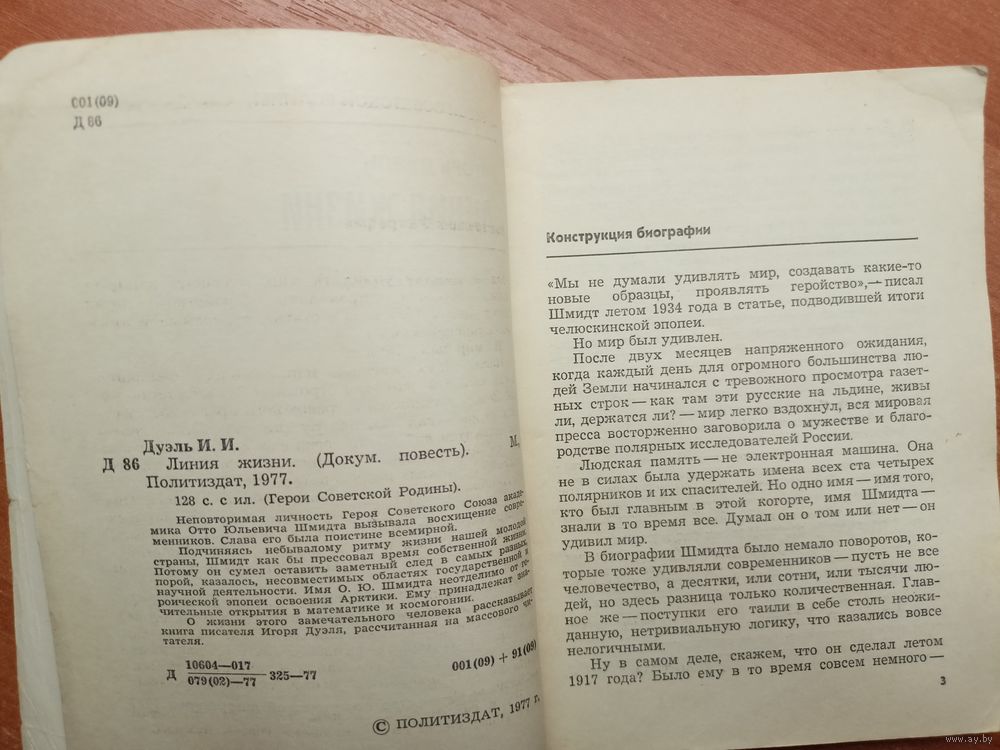 001(09)
Д 86
Дуэль И. И.
Д 86 Линия жизни. (Докум. повесть). М.,
Политиздат, 1977.
128 с. с ил. (Герои Советской Родины).
Неповторимая личность Героя Советского Союза акаде-
мика Отто Юльевича Шмидта вызывала восхищение совре-
менников. Слава его была поистине всемирной.
Подчиняясь небывалому ритму жизни нашей молодой
страны, Шмидт как бы прессовал время собственной жизни.
Потому он сумел оставить заметный след в самых разных,
порой, казалось, несовместимых областях государственной и
научной деятельности. Имя О. Ю. Шмидта неотделимо от ге-
роической эпопеи освоения Арктики. Ему принадлежат зна-
чительные открытия в математике и космогонии.
О жизни этого замечательного человека рассказывает
книга писателя Игоря Дуэля, рассчитанная на массового чи-
тателя.
Д 10604—017
079(02)—77 325—77
001(09) + 91(09)
© ПОЛИТИЗДАТ, 1977 г.
Конструкция биографии
«Мы не думали удивлять мир, создавать какие-то
новые образцы, проявлять геройство»,— писал
Шмидт летом 1934 года в статье, подводившей итоги
челюскинской эпопеи.
Но мир был удивлен.
После двух месяцев напряженного ожидания,
когда каждый день для огромного большинства лю-
дей Земли начинался с тревожного просмотра газет-
ных строк — как там эти русские на льдине, живы
ли, держатся ли? — мир легко вздохнул, вся мировая
пресса восторженно заговорила о мужестве и благо-
родстве полярных исследователей России.
Людская память — не электронная машина. Она
не в силах была удержать имена всех ста четырех
полярников и их спасителей. Но одно имя — имя того,
кто был главным в этой когорте, имя Шмидта —
знали в то время все. Думал он о том или нет — он
удивил мир.
В биографии Шмидта было немало поворотов, ко-
торые тоже удивляли современников — пусть не все
человечество, а десятки, или сотни, или тысячи лю-
дей, но здесь разница только количественная. Глав-
ное же — поступки его таили в себе столь неожи-
данную, нетривиальную логику, что казались вовсе
нелогичными.
Ну в самом деле, скажем, что он сделал летом
1917 года? Было ему в то время совсем немного —
3
www.ay.by